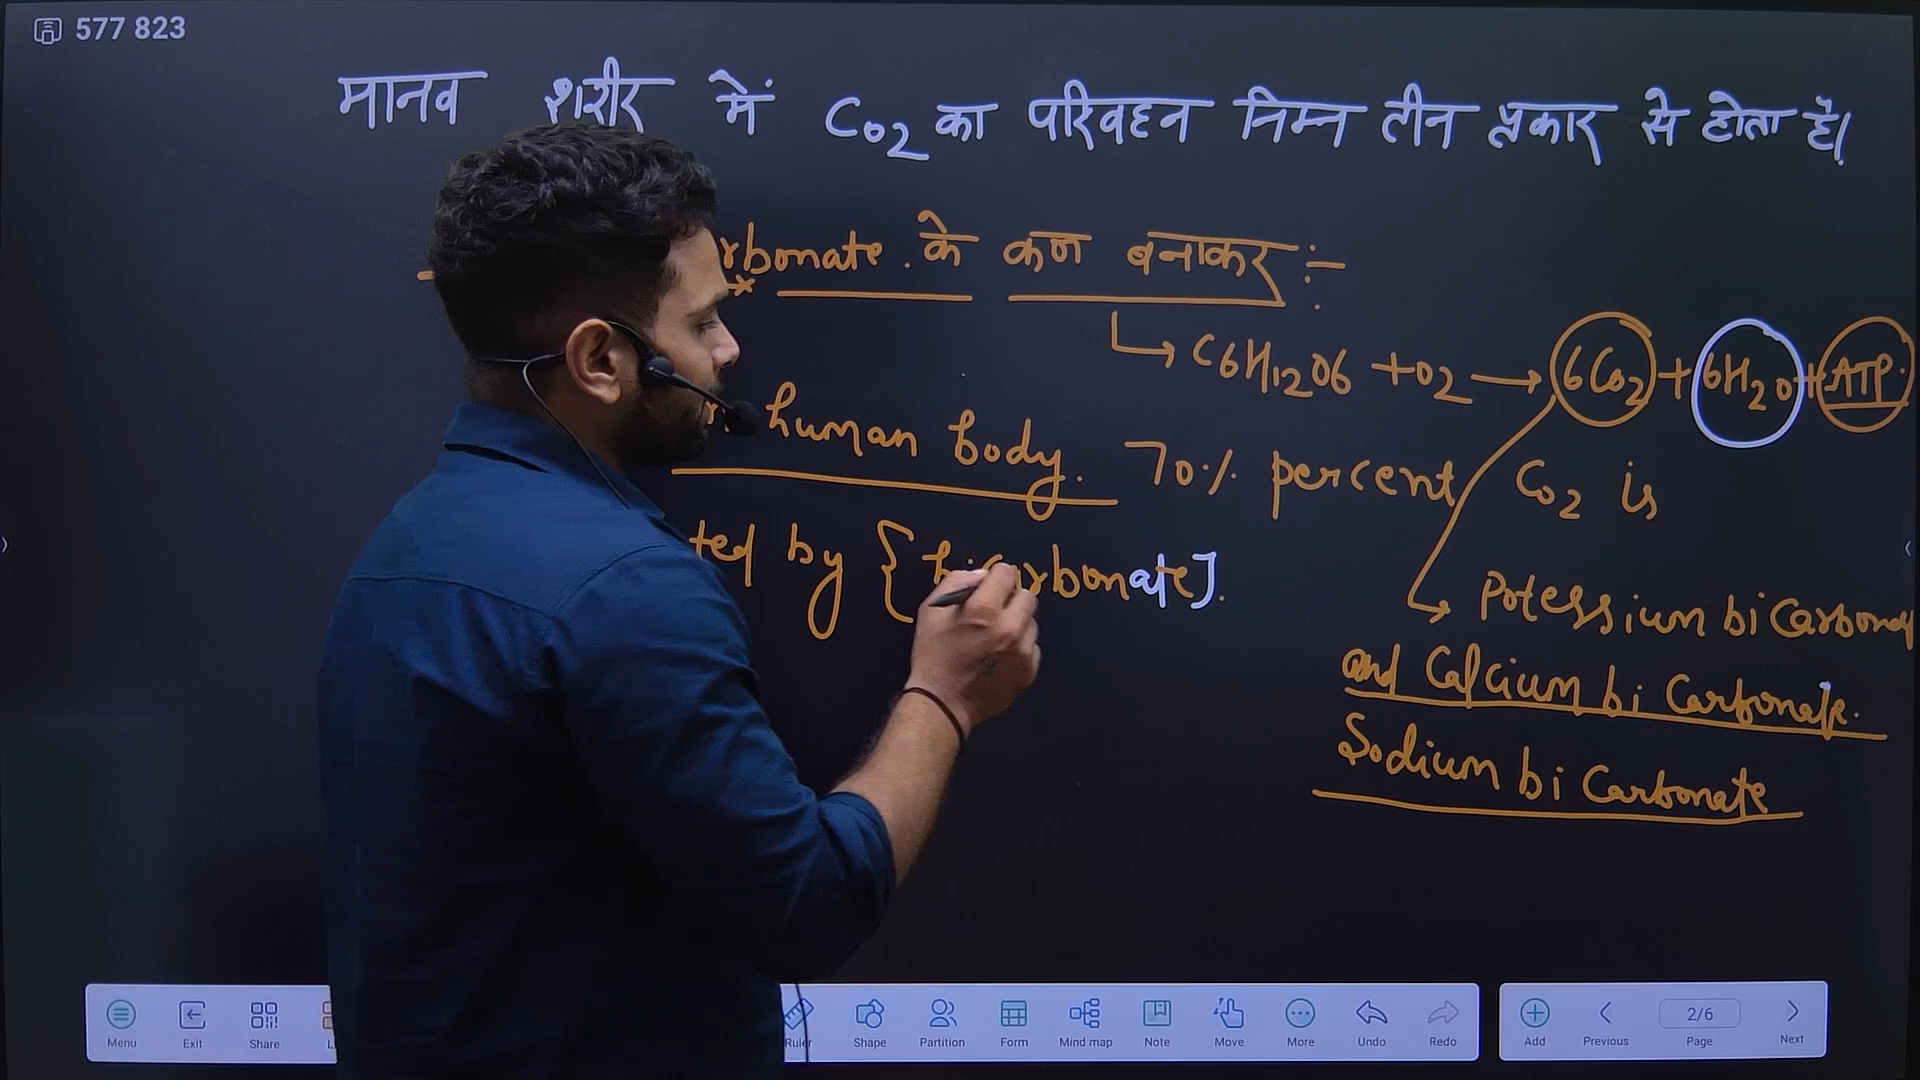 577 823
मानव शरीर में CO2 का परिवहन निम्न तीन प्रकार से होता है।
rbonate. के कण बनाकर :-
C6H12O6 + O2 → 6CO2 + 6H2O + ATP.
human body. 70% percent CO2 is
ted by { bicarbonate].
Potessium bi Carbonat
and Calcium bi Carbonate.
Sodium bi Carbonate
Menu Exit Share Ruler Shape Partition Form Mind map Note Move More Undo Redo Add Previous 2/6 Page Next